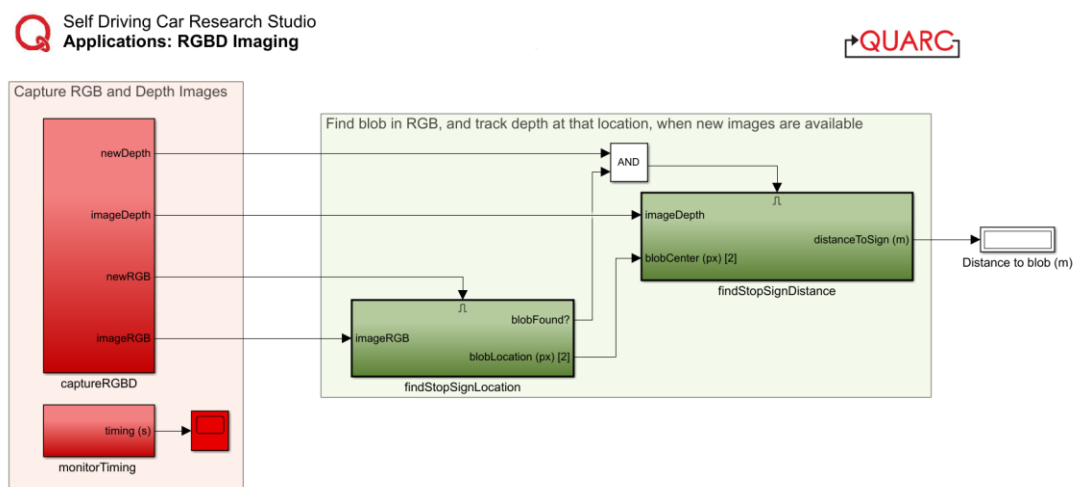 Self Driving Car Research Studio
Applications: RGBD Imaging
QUARC
Capture RGB and Depth Images
newDepth
imageDepth
newRGB
imageRGB
captureRGBD
timing (s)
monitorTiming
Find blob in RGB, and track depth at that location, when new images are available
AND
imageDepth
distanceToSign (m)
blobCenter (px) [2]
findStopSignDistance
blobFound?
imageRGB
blobLocation (px) [2]
findStopSignLocation
Distance to blob (m)